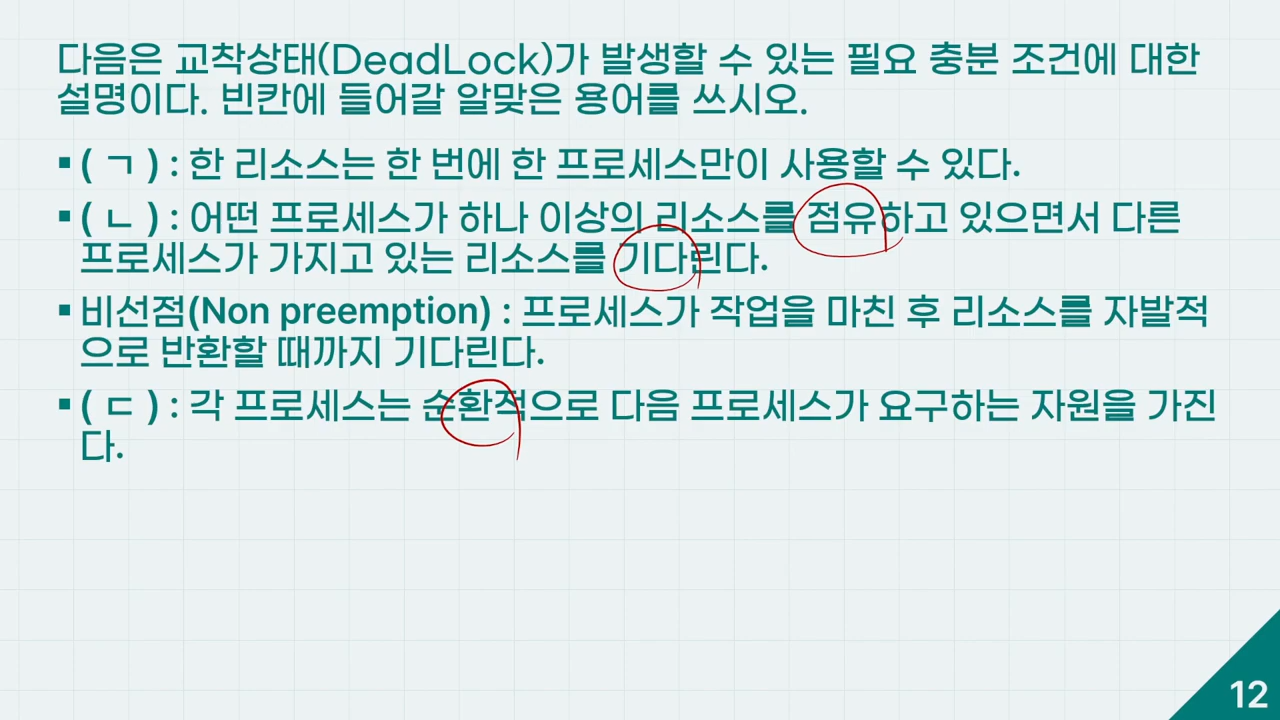 다음은 교착상태(DeadLock)가 발생할 수 있는 필요 충분 조건에 대한
설명이다. 빈칸에 들어갈 알맞은 용어를 쓰시오.
▪ ( ㄱ ) : 한 리소스는 한 번에 한 프로세스만이 사용할 수 있다.
▪ ( ㄴ ) : 어떤 프로세스가 하나 이상의 리소스를 점유하고 있으면서 다른
프로세스가 가지고 있는 리소스를 기다린다.
▪ 비선점(Non preemption) : 프로세스가 작업을 마친 후 리소스를 자발적
으로 반환할 때까지 기다린다.
▪ ( ㄷ ) : 각 프로세스는 순환적으로 다음 프로세스가 요구하는 자원을 가진
다.
12